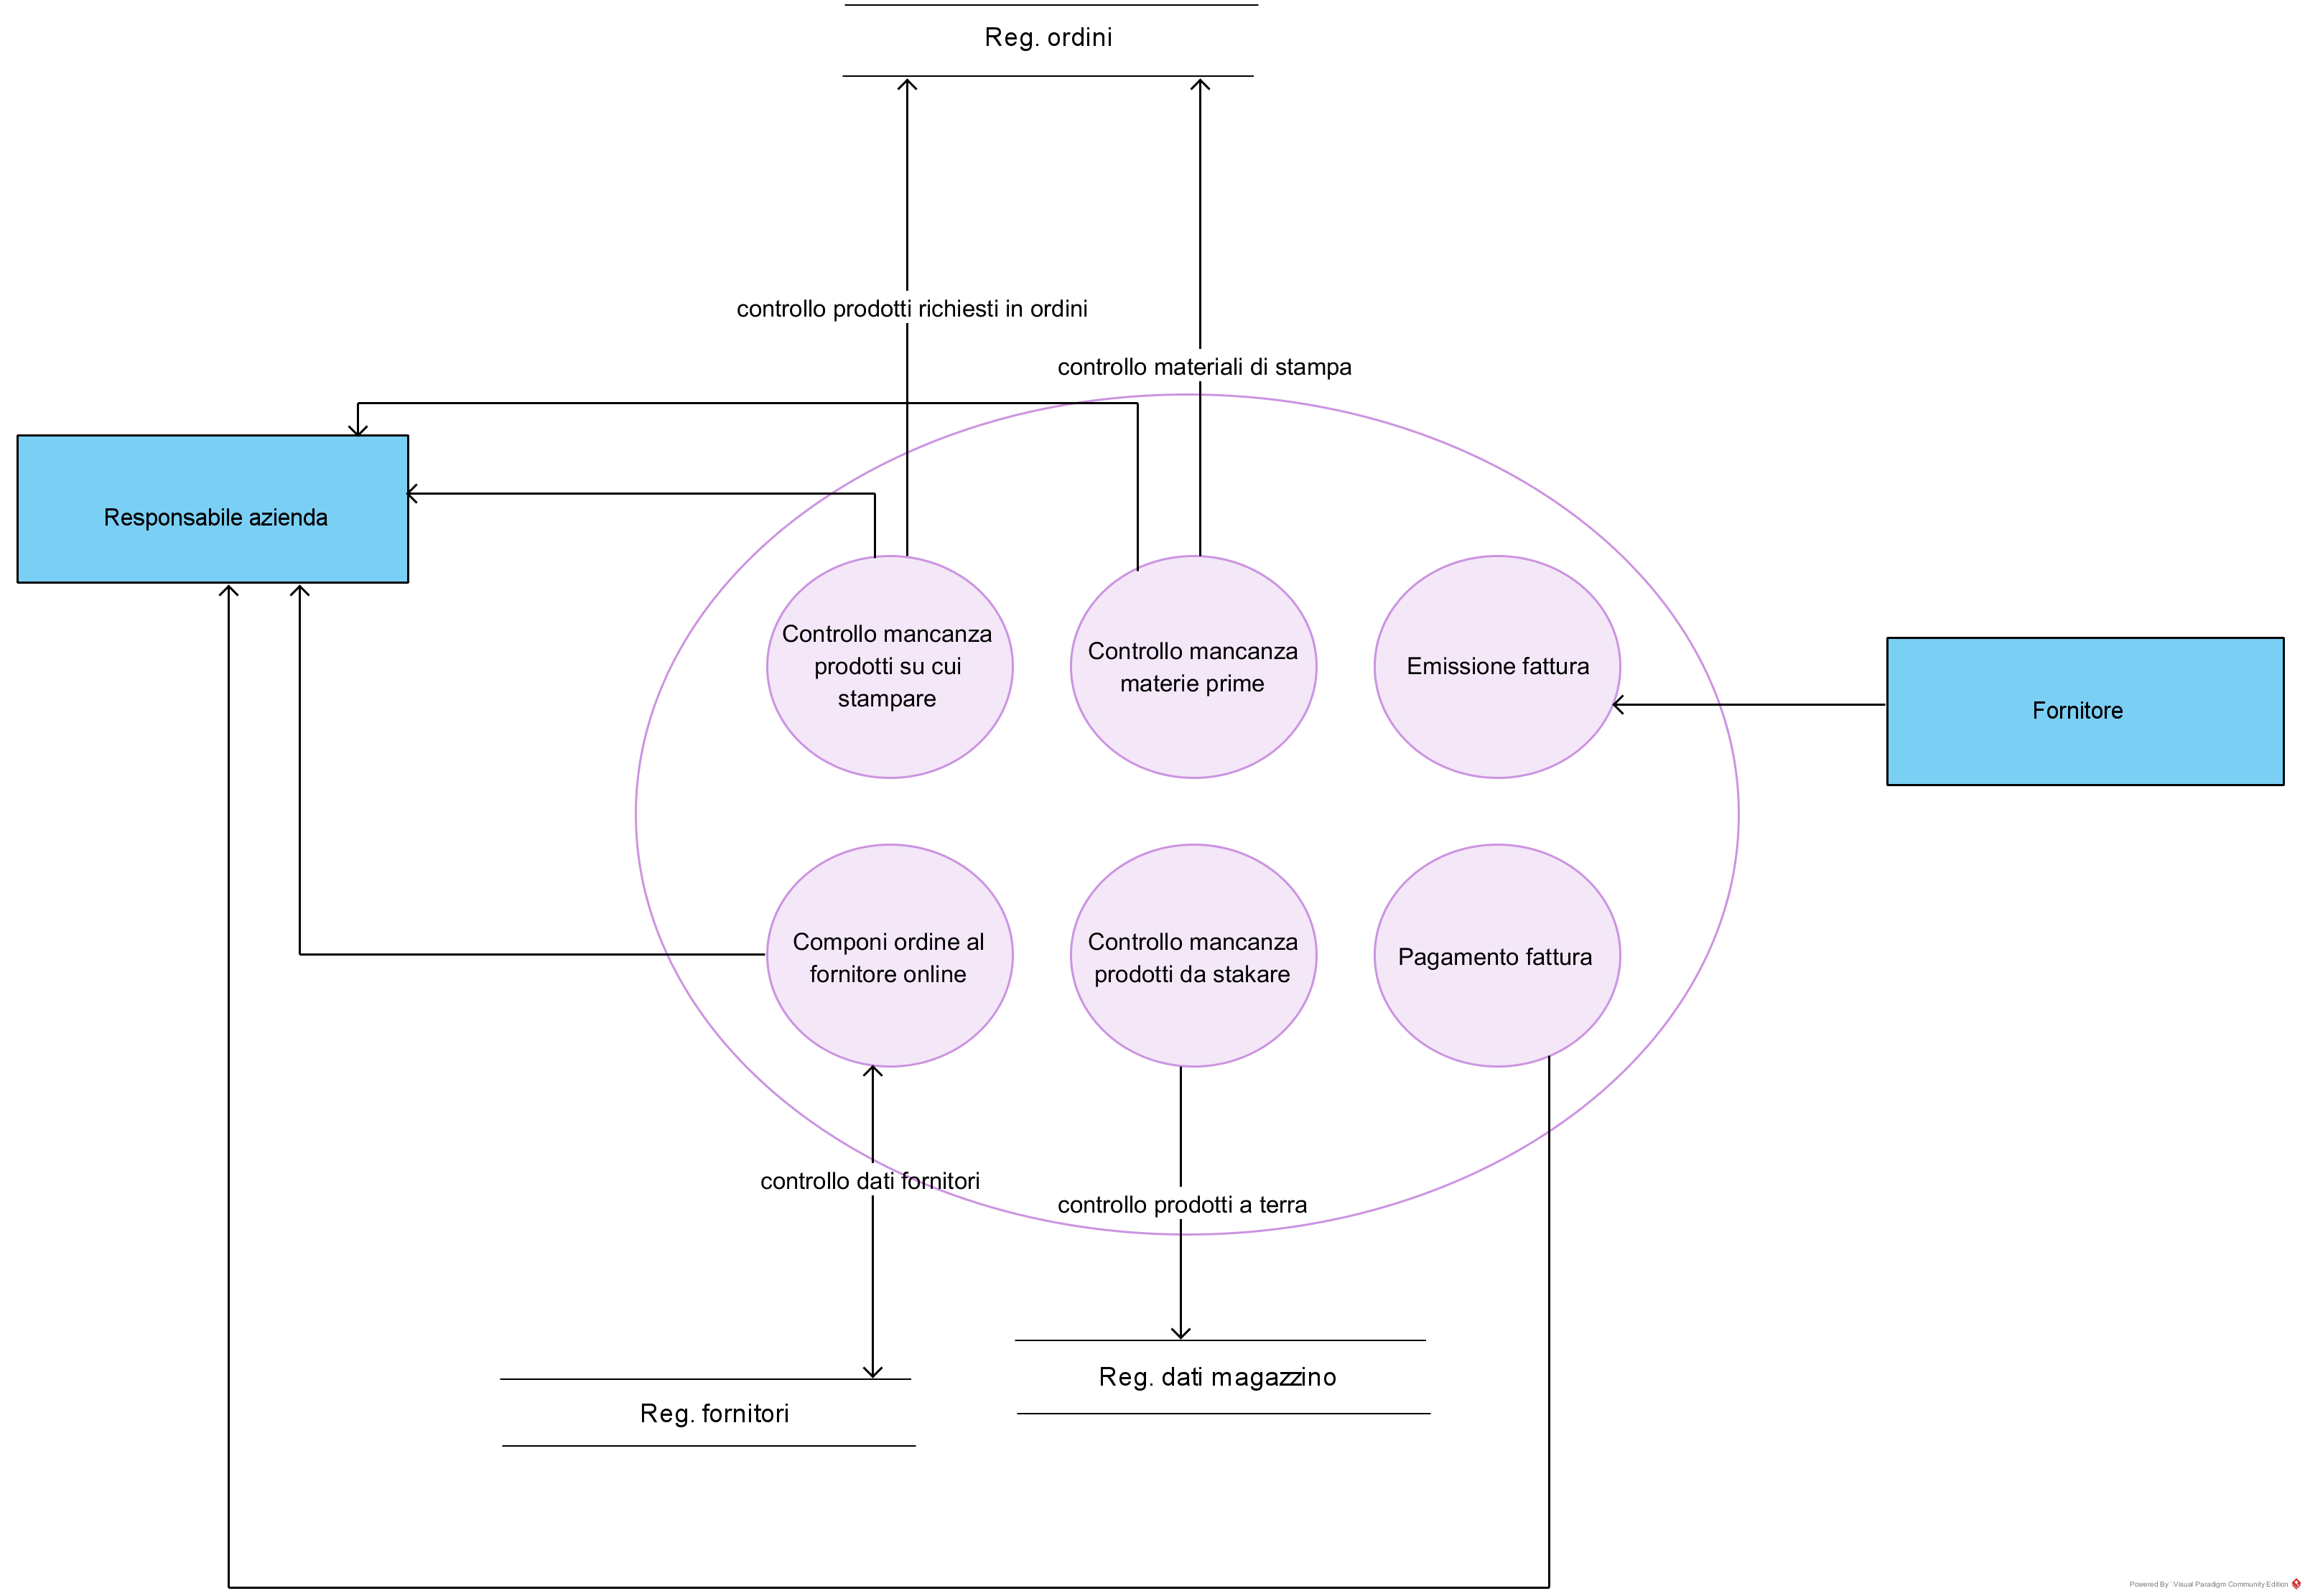 Reg. ordini
controllo prodotti richiesti in ordini
controllo materiali di stampa
Responsabile azienda
Controllo mancanza
prodotti su cui
stampare
Controllo mancanza
materie prime
Emissione fattura
Fornitore
Componi ordine al
fornitore online
Controllo mancanza
prodotti da stakare
Pagamento fattura
controllo dati fornitori
controllo prodotti a terra
Reg. dati magazzino
Reg. fornitori
Powered By Visual Paradigm Community Edition